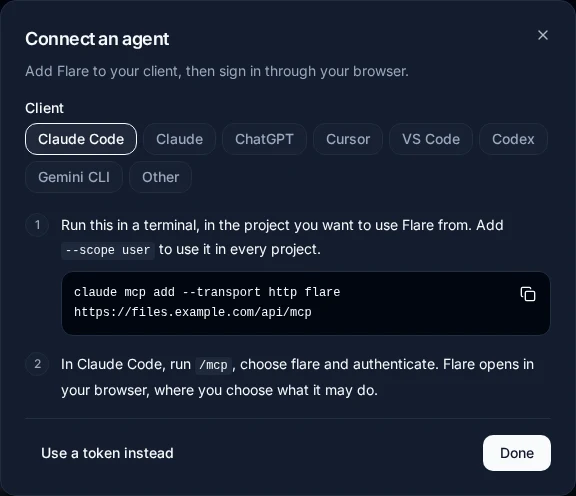 Connect an agent
Add Flare to your client, then sign in through your browser.
Client
Claude Code
Claude
ChatGPT
Cursor
VS Code
Codex
Gemini CLI
Other
1
Run this in a terminal, in the project you want to use Flare from. Add
--scope user to use it in every project.
claude mcp add --transport http flare
https://files.example.com/api/mcp
2
In Claude Code, run /mcp, choose flare and authenticate. Flare opens in
your browser, where you choose what it may do.
Use a token instead
Done